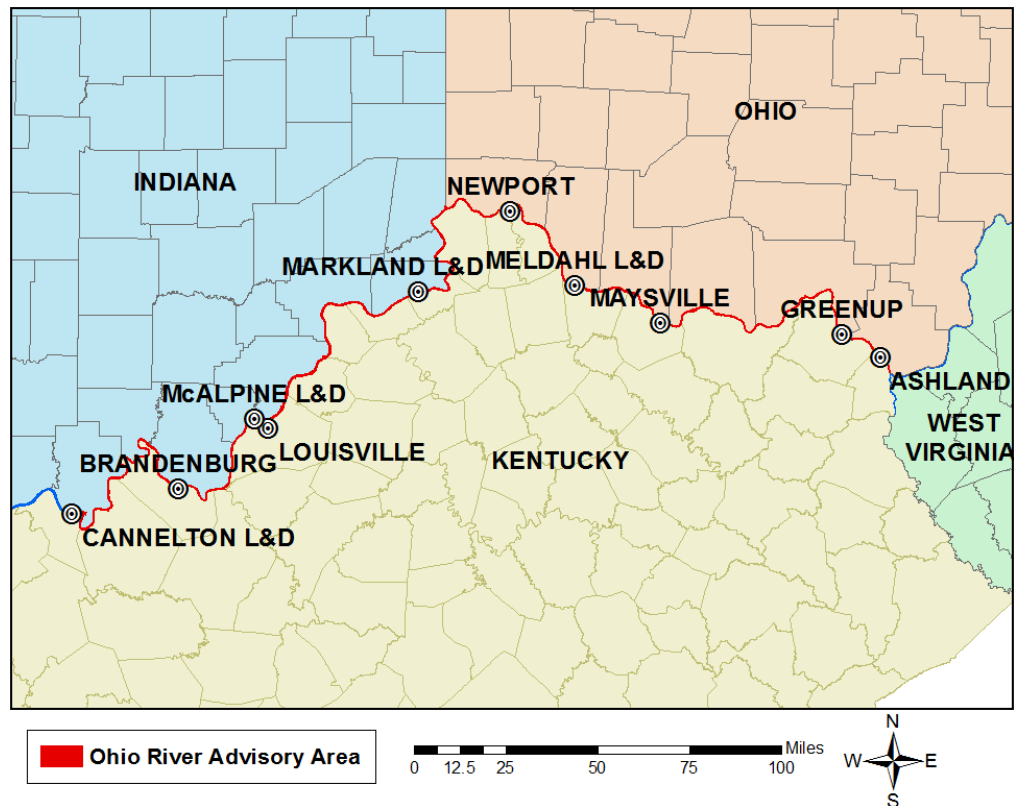 OHIO
INDIANA
NEWPORT
MARKLAND L&D
MELDAHL L&D
MAYSVILLE
GREENUP
ASHLAND
McALPINE L&D
LOUISVILLE
WEST
VIRGINIA
BRANDENBURG
KENTUCKY
CANNELTON L&D
Ohio River Advisory Area
Miles
0 12.5 25 50 75 100
N
W E
S